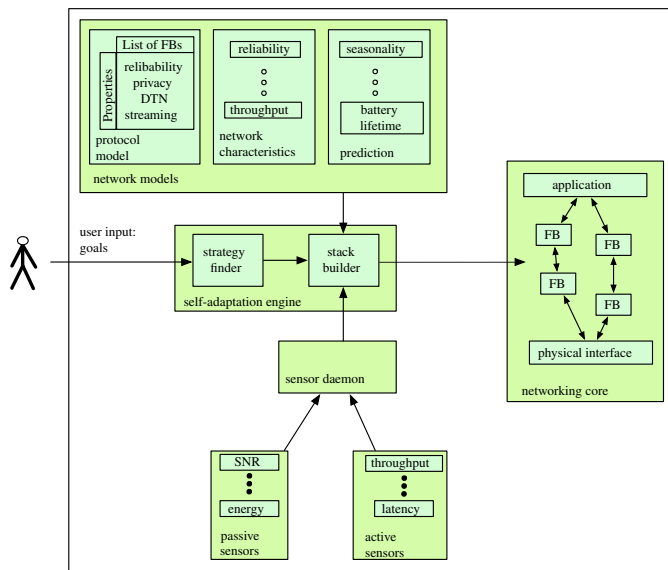 List of FBs
Properties
relibability
privacy
DTN
streaming
protocol
model
reliability
throughput
network
characteristics
seasonality
battery
lifetime
prediction
network models
user input:
goals
strategy
finder
stack
builder
self-adaptation engine
sensor daemon
SNR
energy
passive
sensors
throughput
latency
active
sensors
application
FB
FB
FB
FB
physical interface
networking core